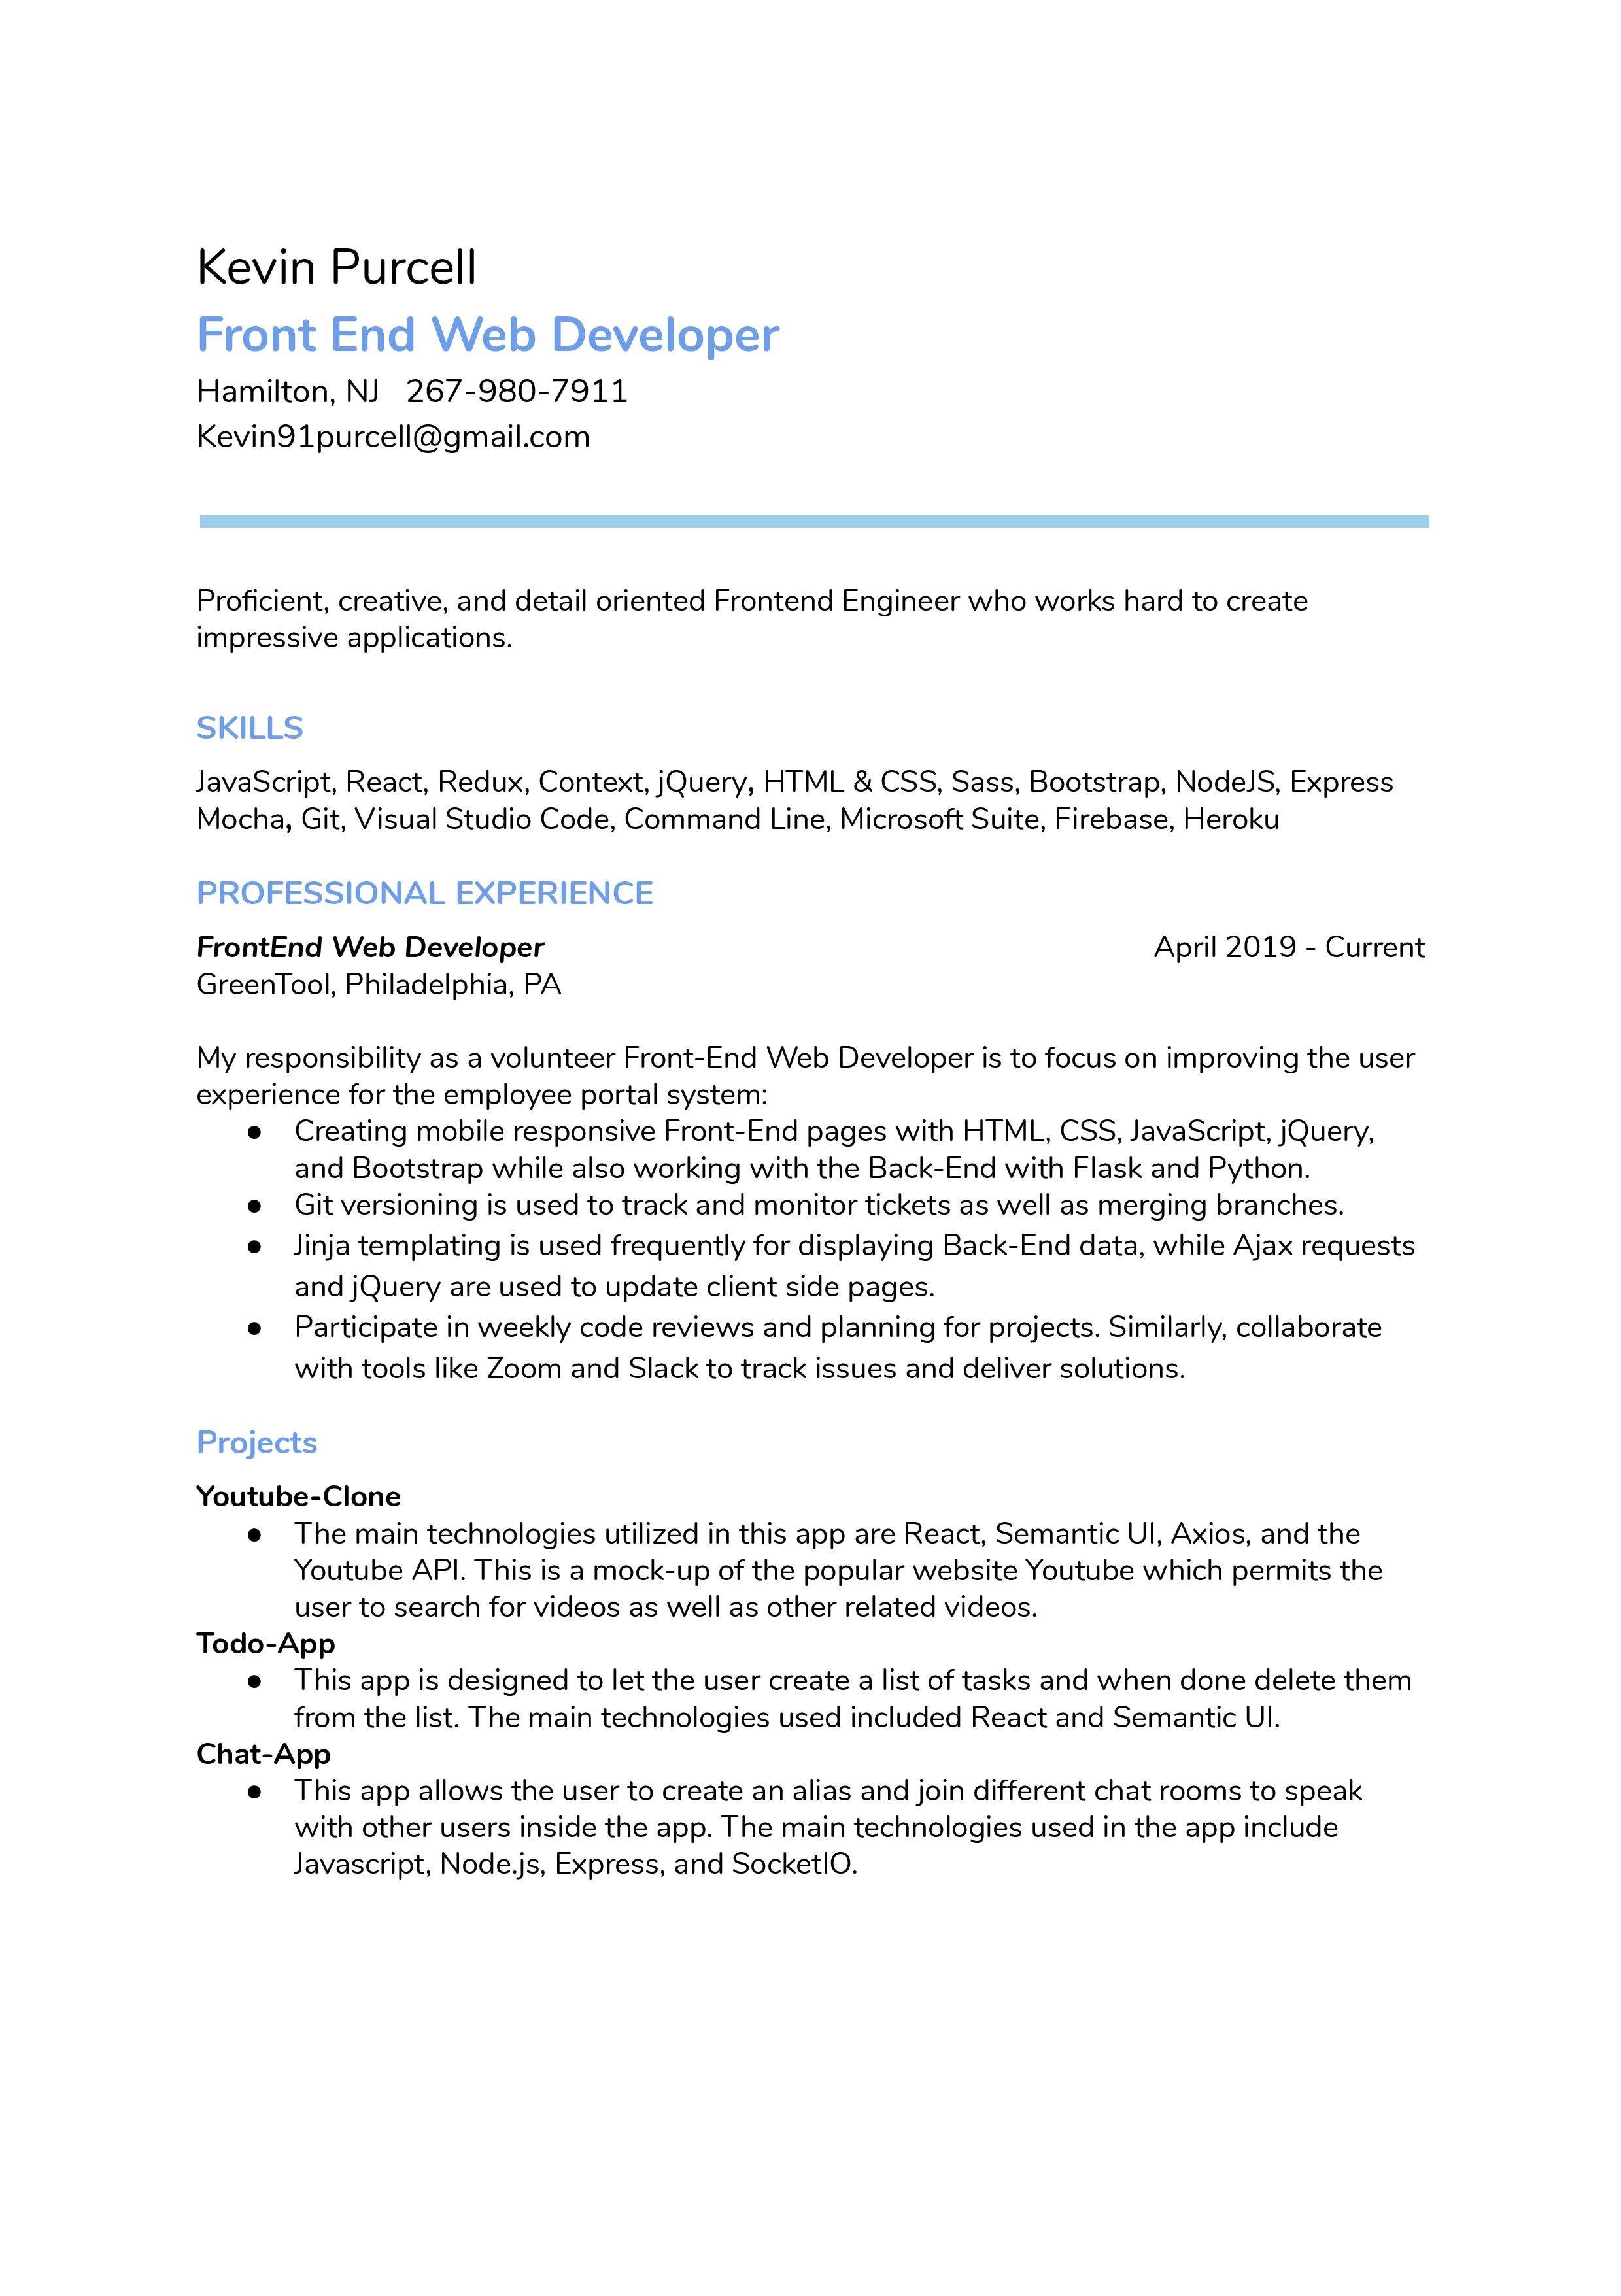 Kevin Purcell
Front End Web Developer
Hamilton, NJ   267-980-7911
Kevin91purcell@gmail.com
Proficient, creative, and detail oriented Frontend Engineer who works hard to create
impressive applications.
SKILLS
JavaScript, React, Redux, Context, jQuery, HTML & CSS, Sass, Bootstrap, NodeJS, Express
Mocha, Git, Visual Studio Code, Command Line, Microsoft Suite, Firebase, Heroku
PROFESSIONAL EXPERIENCE
FrontEnd Web Developer April 2019 - Current
GreenTool, Philadelphia, PA
My responsibility as a volunteer Front-End Web Developer is to focus on improving the user
experience for the employee portal system:
● Creating mobile responsive Front-End pages with HTML, CSS, JavaScript, jQuery,
and Bootstrap while also working with the Back-End with Flask and Python.
● Git versioning is used to track and monitor tickets as well as merging branches.
● Jinja templating is used frequently for displaying Back-End data, while Ajax requests
and jQuery are used to update client side pages.
● Participate in weekly code reviews and planning for projects. Similarly, collaborate
with tools like Zoom and Slack to track issues and deliver solutions.
Projects
Youtube-Clone
● The main technologies utilized in this app are React, Semantic UI, Axios, and the
Youtube API. This is a mock-up of the popular website Youtube which permits the
user to search for videos as well as other related videos.
Todo-App
● This app is designed to let the user create a list of tasks and when done delete them
from the list. The main technologies used included React and Semantic UI.
Chat-App
● This app allows the user to create an alias and join different chat rooms to speak
with other users inside the app. The main technologies used in the app include
Javascript, Node.js, Express, and SocketIO.